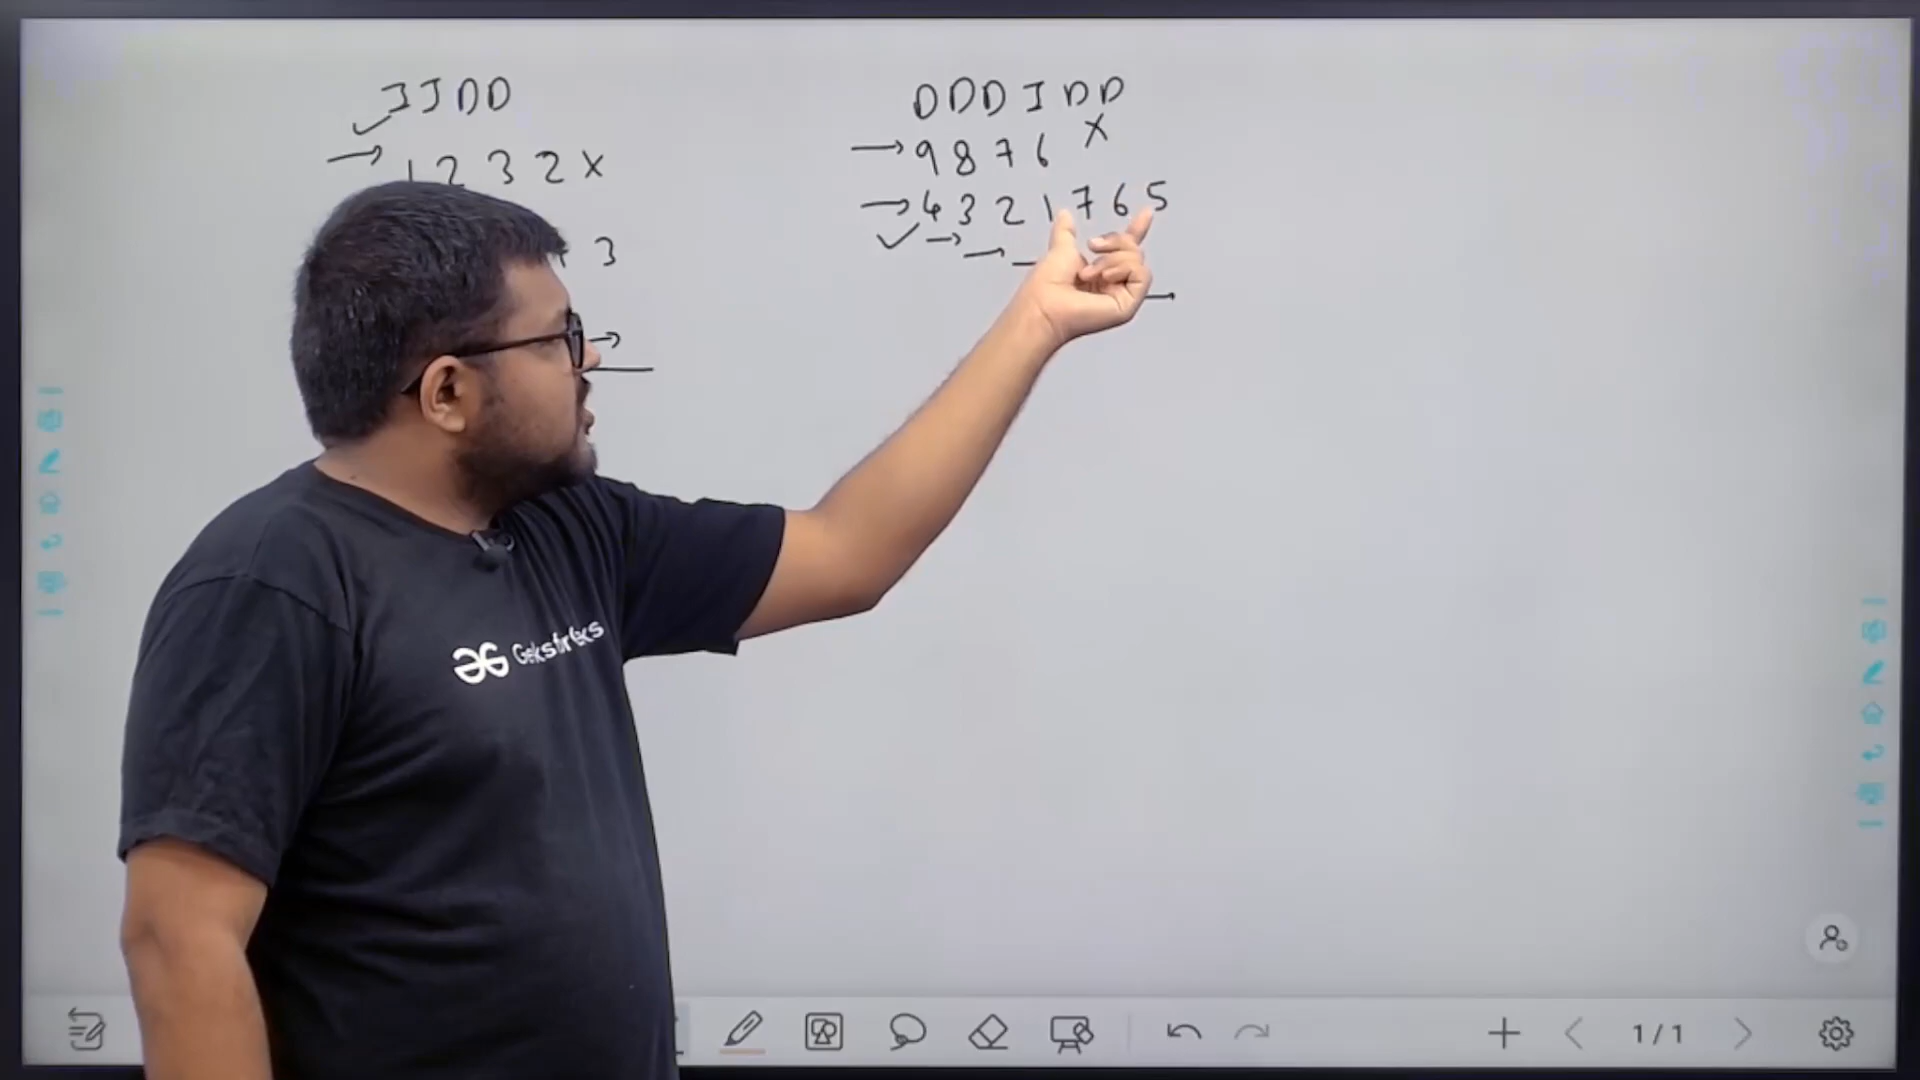 IIDD
1 2 3 2 X
3
DDDIDD
9 8 7 6 X
4 3 2 1 7 6 5
GeeksforGeeks
1/1